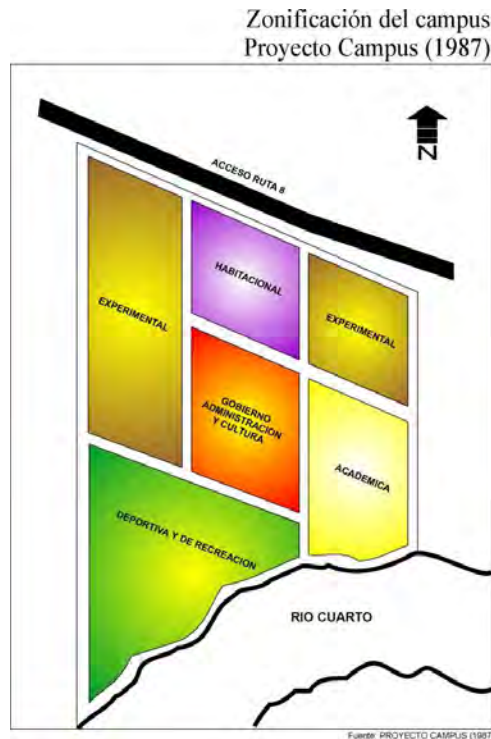 Zonificación del campus
Proyecto Campus (1987)
N
ACCESO RUTA 8
HABITACIONAL
EXPERIMENTAL
EXPERIMENTAL
GOBIERNO
ADMINISTRACION
Y CULTURA
ACADEMICA
DEPORTIVA Y DE RECREACION
RIO CUARTO
Fuente: PROYECTO CAMPUS (1987